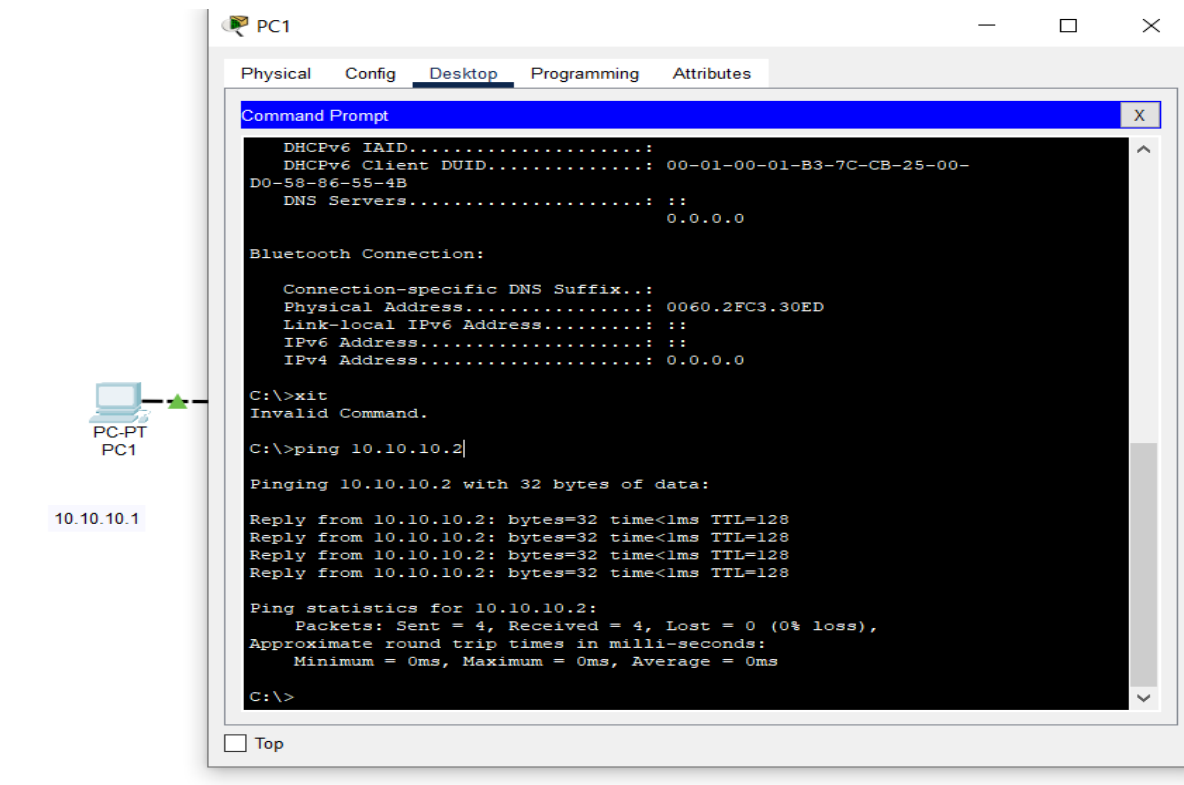 PC1
Physical Config Desktop Programming Attributes
Command Prompt X
DHCPv6 IAID.....................:
DHCPv6 Client DUID..............: 00-01-00-01-B3-7C-CB-25-00-
D0-58-86-55-4B
DNS Servers.....................: ::
0.0.0.0
Bluetooth Connection:
Connection-specific DNS Suffix..:
Physical Address................: 0060.2FC3.30ED
Link-local IPv6 Address.........: ::
IPv6 Address....................: ::
IPv4 Address....................: 0.0.0.0
C:\>xit
Invalid Command.
C:\>ping 10.10.10.2
Pinging 10.10.10.2 with 32 bytes of data:
Reply from 10.10.10.2: bytes=32 time<1ms TTL=128
Reply from 10.10.10.2: bytes=32 time<1ms TTL=128
Reply from 10.10.10.2: bytes=32 time<1ms TTL=128
Reply from 10.10.10.2: bytes=32 time<1ms TTL=128
Ping statistics for 10.10.10.2:
Packets: Sent = 4, Received = 4, Lost = 0 (0% loss),
Approximate round trip times in milli-seconds:
Minimum = 0ms, Maximum = 0ms, Average = 0ms
C:\>
Top
PC-PT
PC1
10.10.10.1